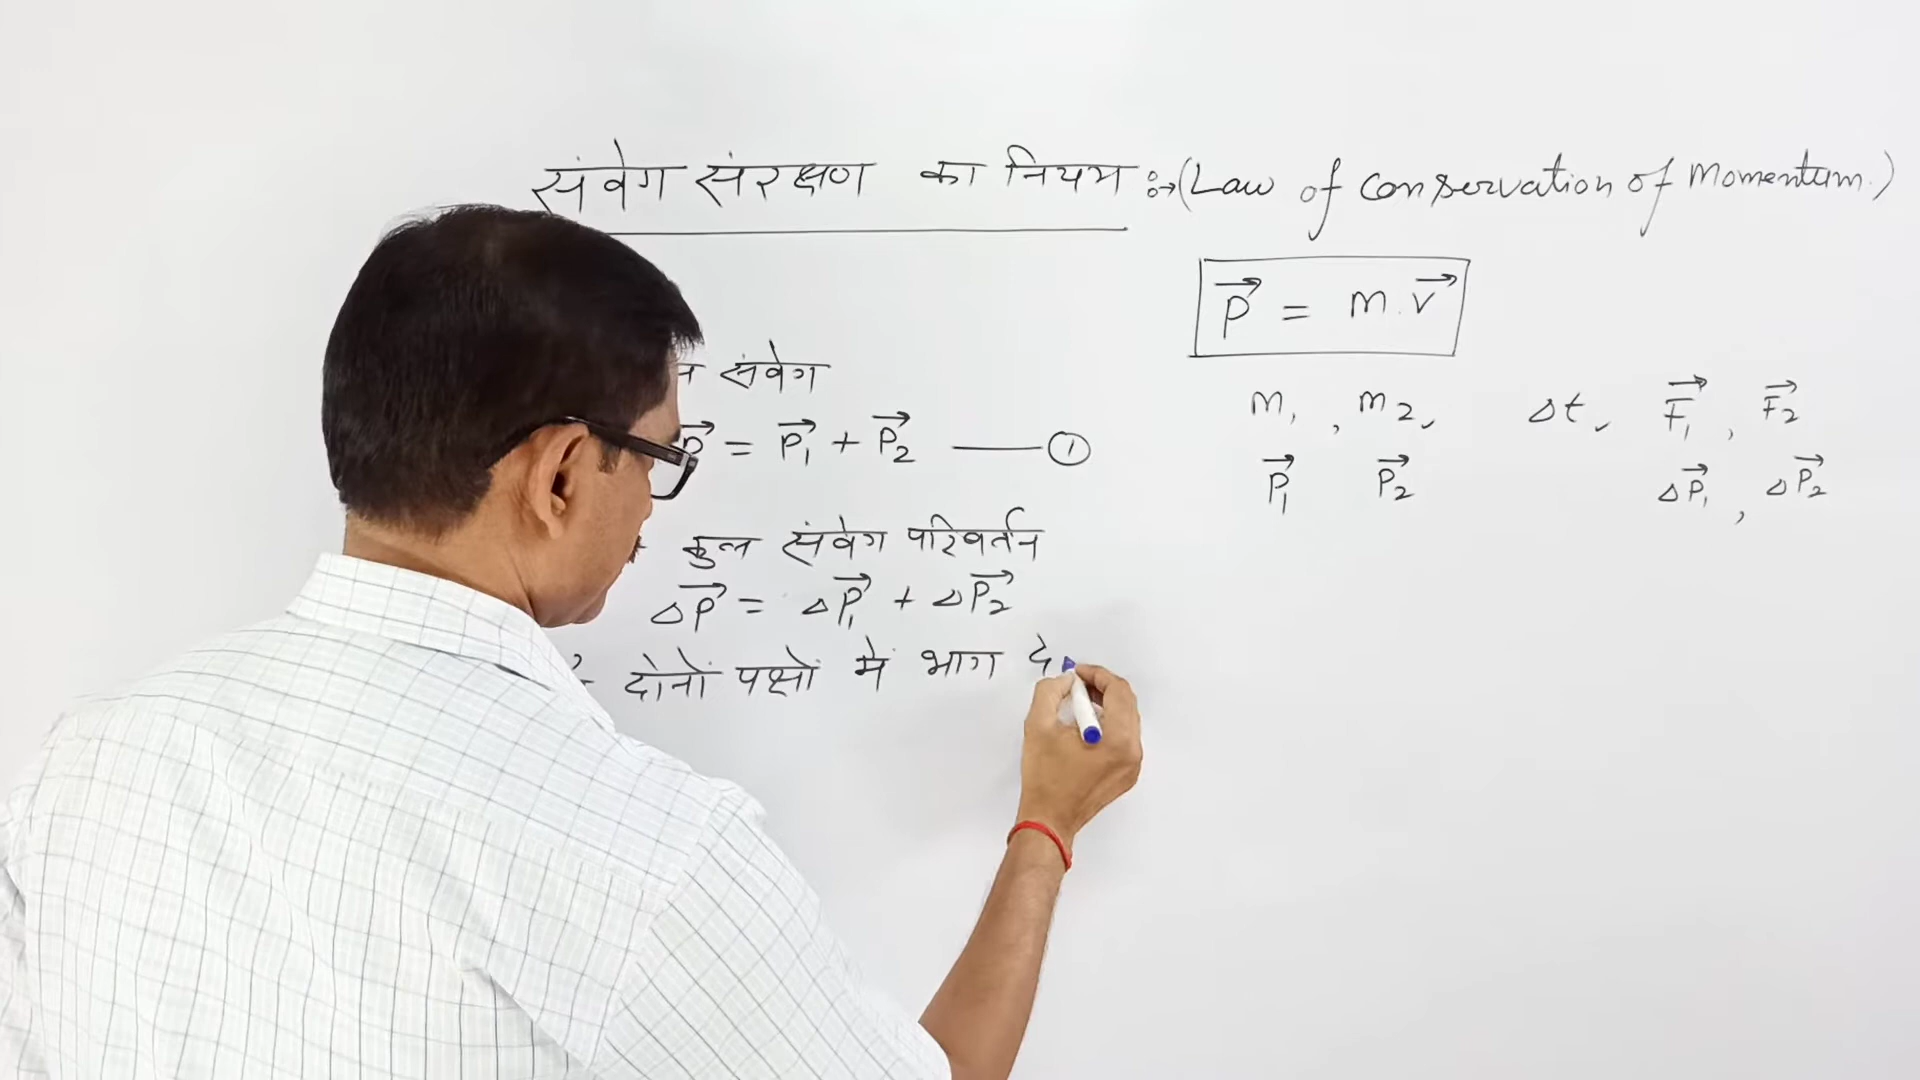 संवेग संरक्षण का नियम :→ (Law of conservation of Momentum.)
P⃗ = m.v⃗
संवेग
P⃗ = P⃗₁ + P⃗₂ —— ①
m₁, m₂, Δt, F⃗₁, F⃗₂
P⃗₁ P⃗₂ ΔP⃗₁, ΔP⃗₂
कुल संवेग परिवर्तन
ΔP⃗ = ΔP⃗₁ + ΔP⃗₂
दोनों पक्षों में भाग दे